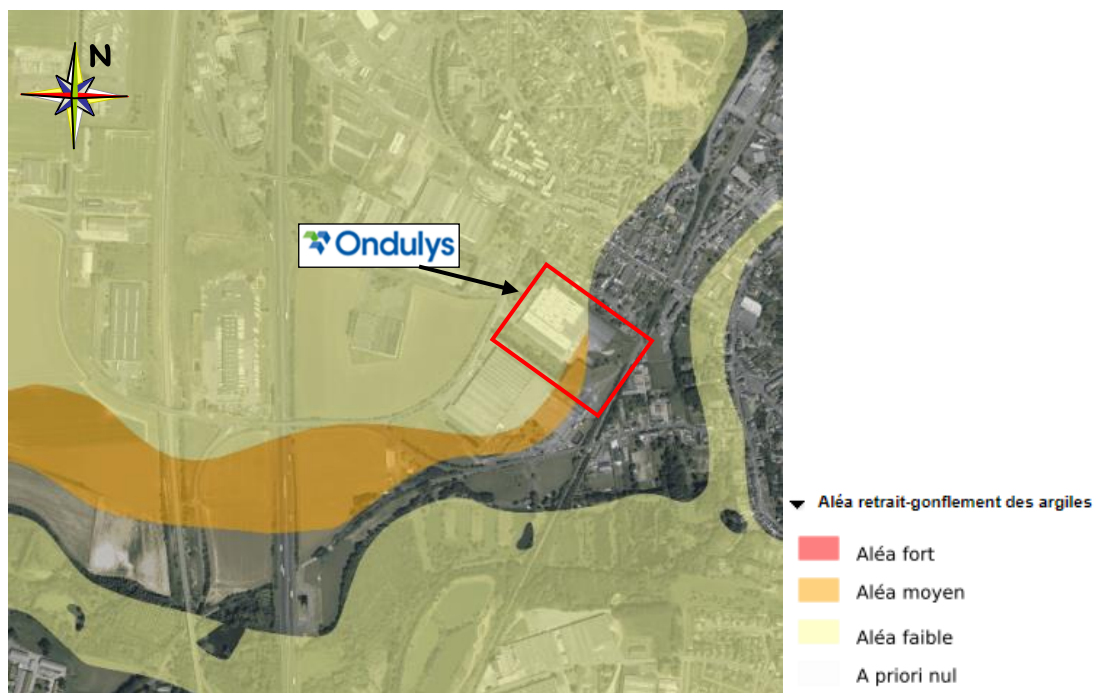 N
Ondulys
Aléa retrait-gonflement des argiles
Aléa fort
Aléa moyen
Aléa faible
A priori nul